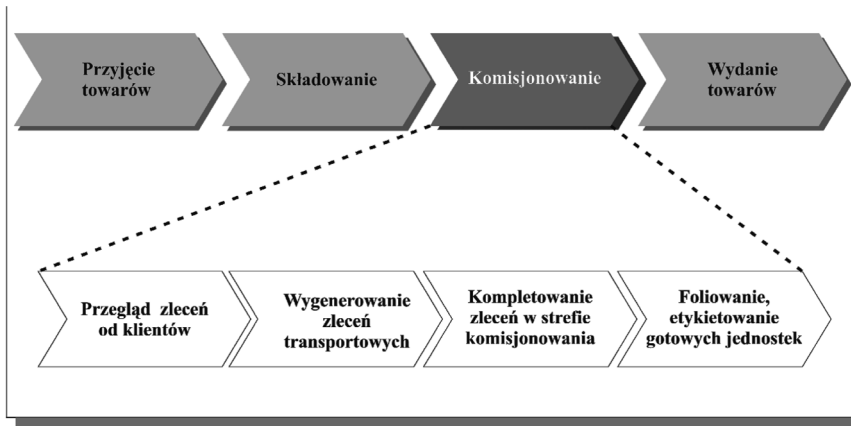 Przyjęcie
towarów
Składowanie
Komisjonowanie
Wydanie
towarów
Przegląd zleceń
od klientów
Wygenerowanie
zleceń
transportowych
Kompletowanie
zleceń w strefie
komisjonowania
Foliowanie,
etykietowanie
gotowych jednostek